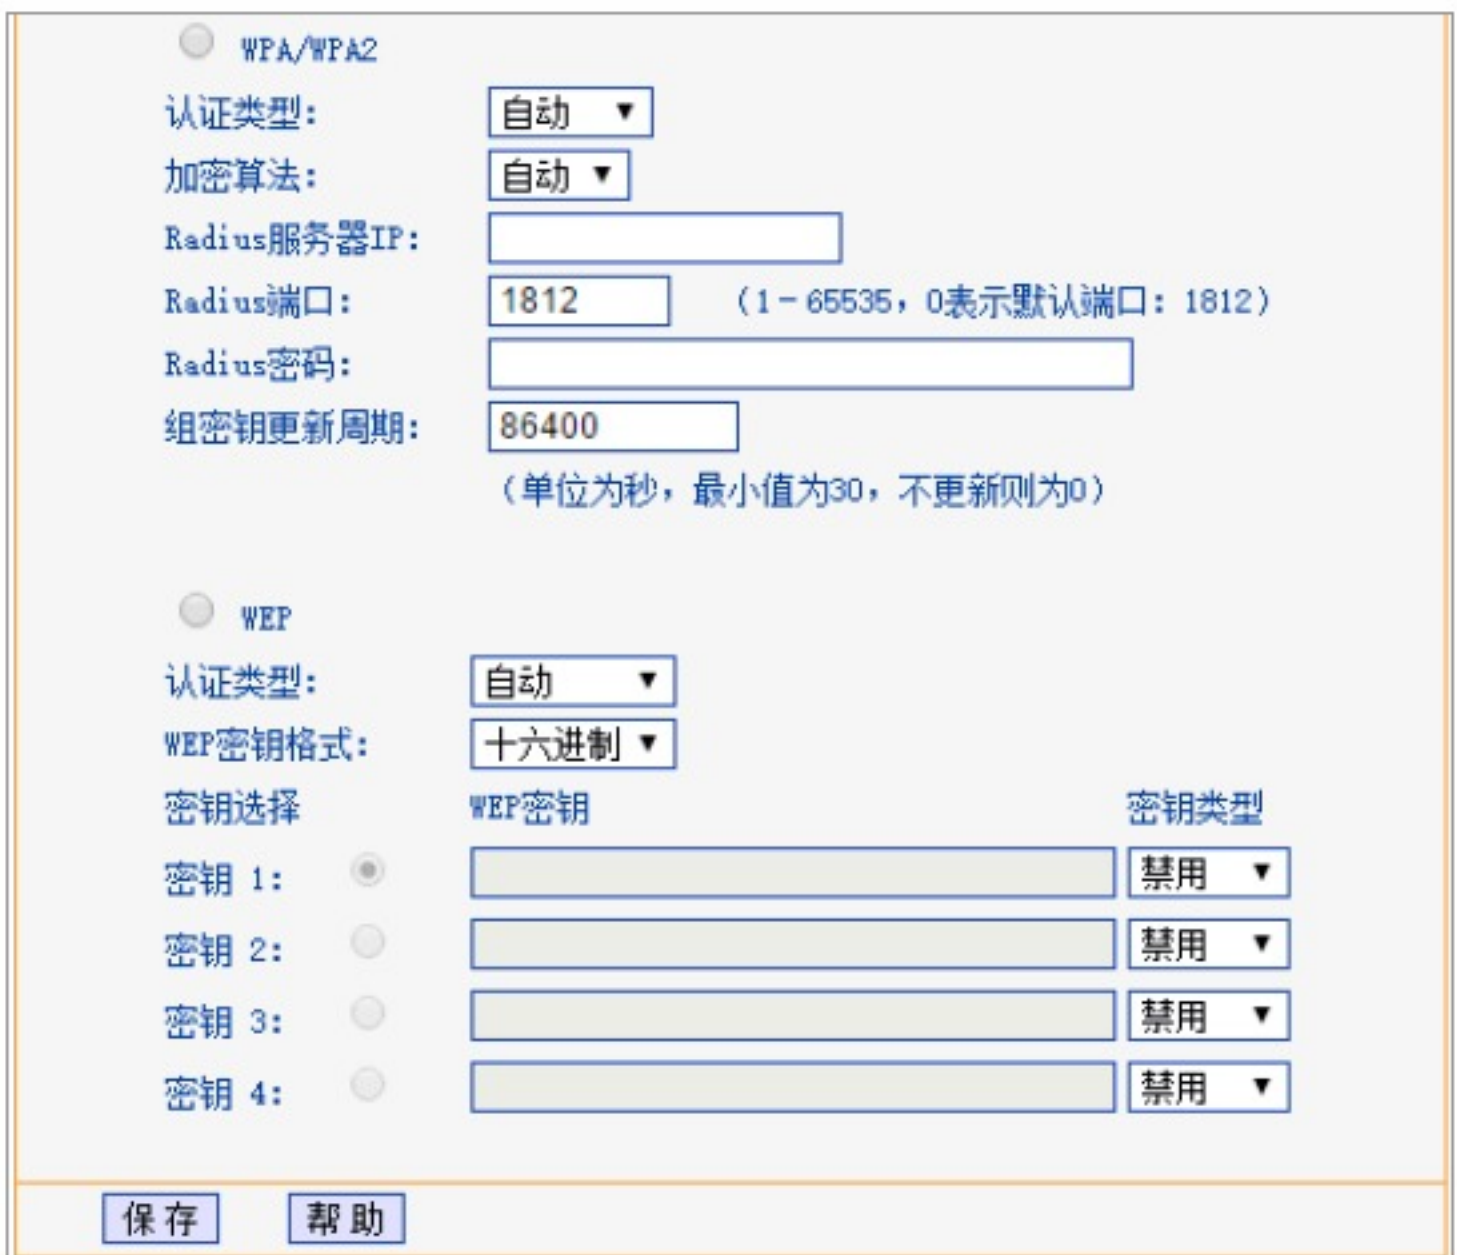 WPA/WPA2
认证类型: 自动
加密算法: 自动
Radius服务器IP:
Radius端口: 1812 (1-65535, 0表示默认端口: 1812)
Radius密码:
组密钥更新周期: 86400
(单位为秒, 最小值为30, 不更新则为0)
WEP
认证类型: 自动
WEP密钥格式: 十六进制
密钥选择 WEP密钥 密钥类型
密钥 1: 禁用
密钥 2: 禁用
密钥 3: 禁用
密钥 4: 禁用
保存 帮助